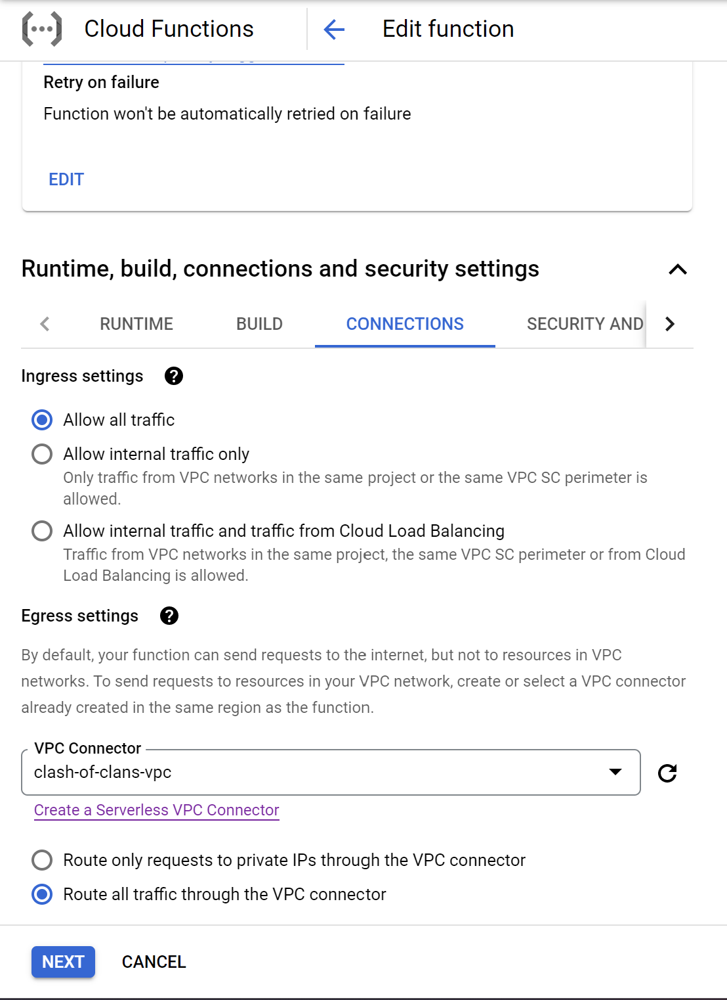 Cloud Functions
Edit function
Retry on failure
Function won't be automatically retried on failure
EDIT
Runtime, build, connections and security settings
RUNTIME
BUILD
CONNECTIONS
SECURITY AND
Ingress settings
Allow all traffic
Allow internal traffic only
Only traffic from VPC networks in the same project or the same VPC SC perimeter is
allowed.
Allow internal traffic and traffic from Cloud Load Balancing
Traffic from VPC networks in the same project, the same VPC SC perimeter or from Cloud
Load Balancing is allowed.
Egress settings
By default, your function can send requests to the internet, but not to resources in VPC
networks. To send requests to resources in your VPC network, create or select a VPC connector
already created in the same region as the function.
VPC Connector
clash-of-clans-vpc
Create a Serverless VPC Connector
Route only requests to private IPs through the VPC connector
Route all traffic through the VPC connector
NEXT
CANCEL